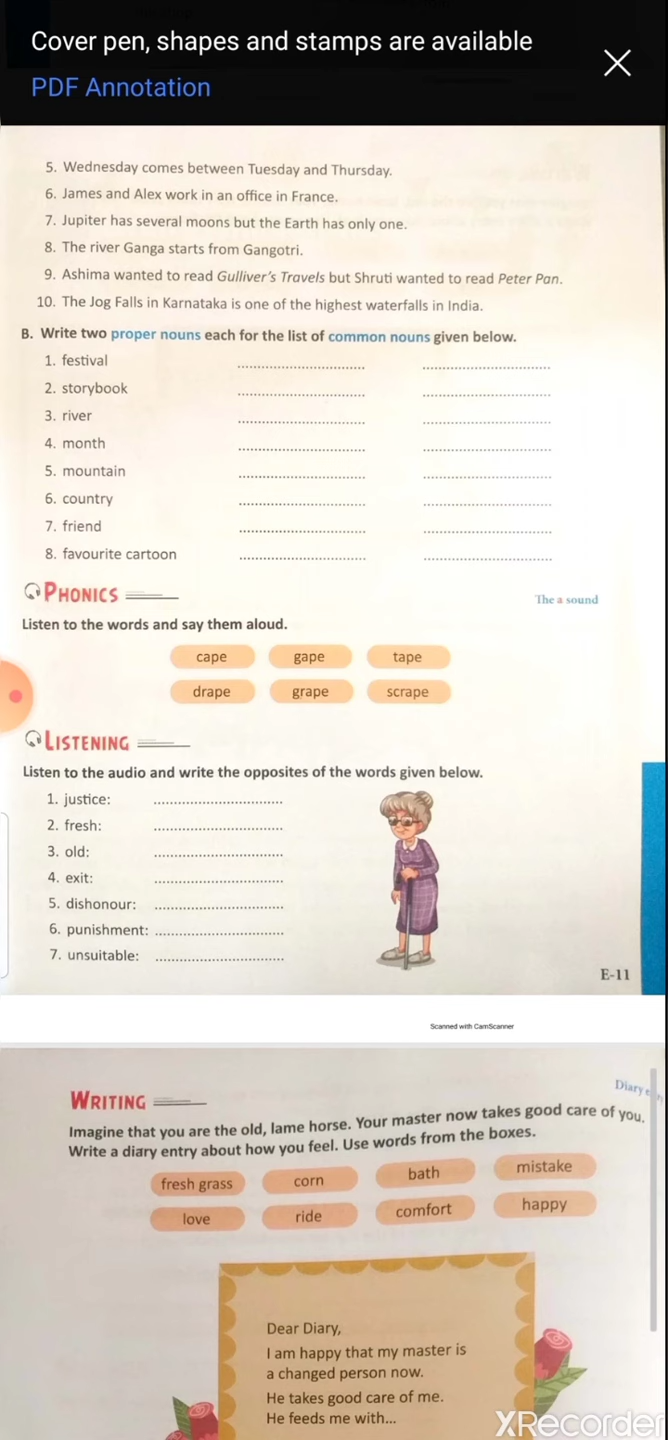 Cover pen, shapes and stamps are available
PDF Annotation
5. Wednesday comes between Tuesday and Thursday.
6. James and Alex work in an office in France.
7. Jupiter has several moons but the Earth has only one.
8. The river Ganga starts from Gangotri.
9. Ashima wanted to read Gulliver's Travels but Shruti wanted to read Peter Pan.
10. The Jog Falls in Karnataka is one of the highest waterfalls in India.
B. Write two proper nouns each for the list of common nouns given below.
1. festival
2. storybook
3. river
4. month
5. mountain
6. country
7. friend
8. favourite cartoon
PHONICS
The a sound
Listen to the words and say them aloud.
cape gape tape
drape grape scrape
LISTENING
Listen to the audio and write the opposites of the words given below.
1. justice:
2. fresh:
3. old:
4. exit:
5. dishonour:
6. punishment:
7. unsuitable:
E-11
Scanned with CamScanner
Diary
WRITING
Imagine that you are the old, lame horse. Your master now takes good care of you.
Write a diary entry about how you feel. Use words from the boxes.
fresh grass corn bath mistake
love ride comfort happy
Dear Diary,
I am happy that my master is
a changed person now.
He takes good care of me.
He feeds me with...
XRecorder